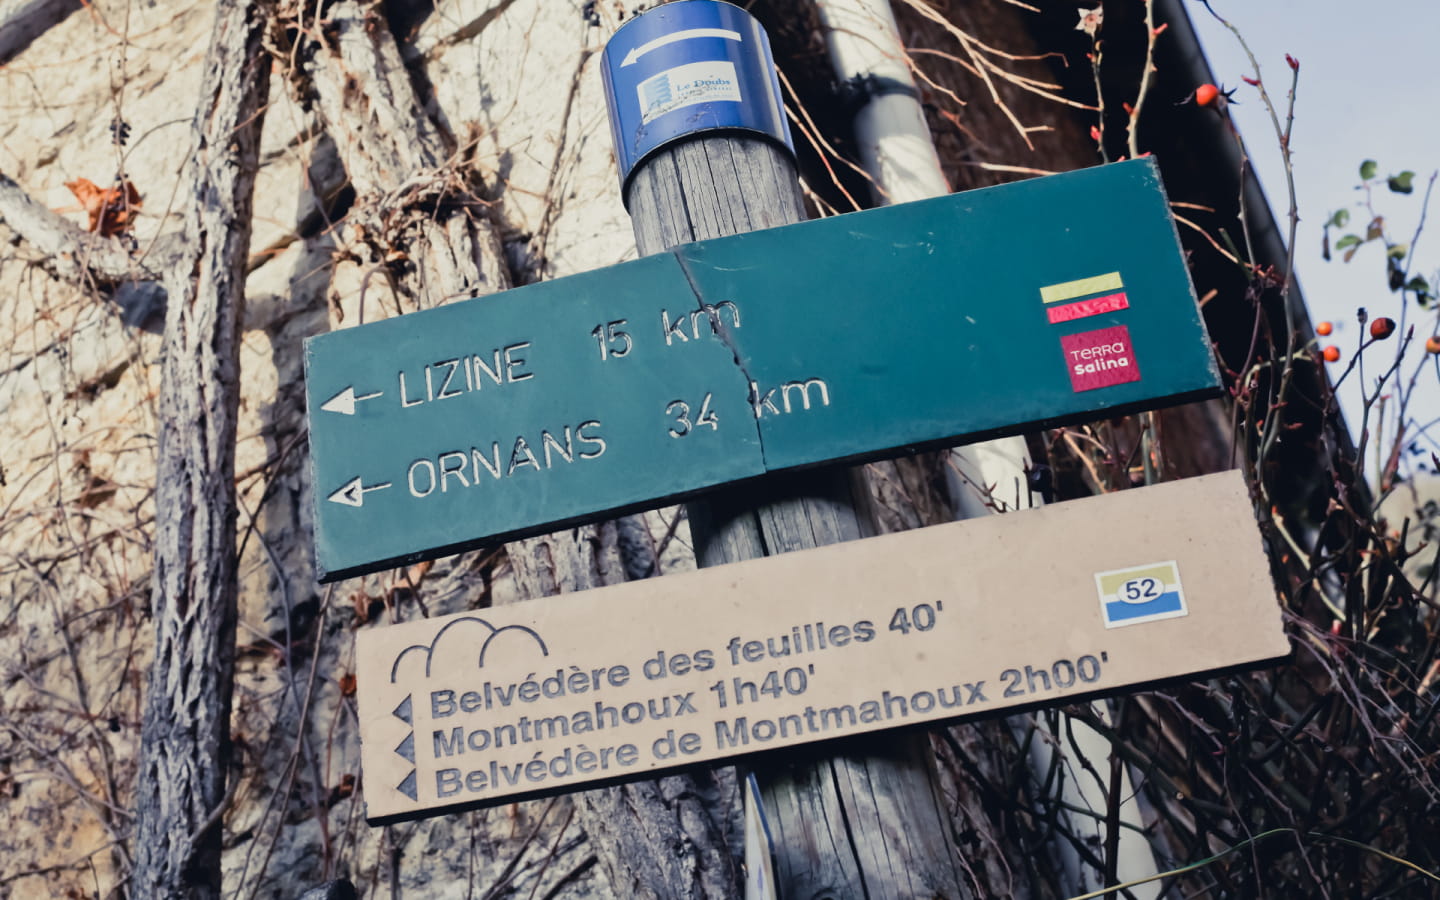 Le Doubs
LIZINE 15 km
ORNANS 34 km
TERRA
salina
52
Belvédère des feuilles 40'
Montmahoux 1h40'
Belvédère de Montmahoux 2h00'